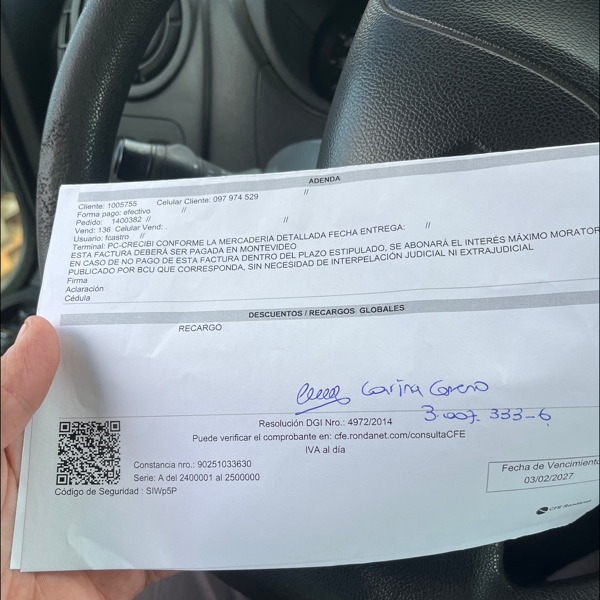 ADENDA
Cliente: 1005755 Celular Cliente: 097 974 529 //
Forma pago: efectivo //
Pedido: 1400382 // //
Vend: 136 Celular Vend: . //
Usuario: fcastro //
Terminal: PC-CRECIBI CONFORME LA MERCADERIA DETALLADA FECHA ENTREGA: //
ESTA FACTURA DEBERÁ SER PAGADA EN MONTEVIDEO
EN CASO DE NO PAGO DE ESTA FACTURA DENTRO DEL PLAZO ESTIPULADO, SE ABONARÁ EL INTERÉS MÁXIMO MORATOR
PUBLICADO POR BCU QUE CORRESPONDA, SIN NECESIDAD DE INTERPELACIÓN JUDICIAL NI EXTRAJUDICIAL
Firma
Aclaración
Cédula
DESCUENTOS / RECARGOS GLOBALES
RECARGO
Carina
3.007.333-6
Resolución DGI Nro.: 4972/2014
Puede verificar el comprobante en: cfe.rondanet.com/consultaCFE
IVA al día
Constancia nro.: 90251033630
Serie: A del 2400001 al 2500000
Código de Seguridad : SIWp5P
Fecha de Vencimiento
03/02/2027
CFE Rondanet